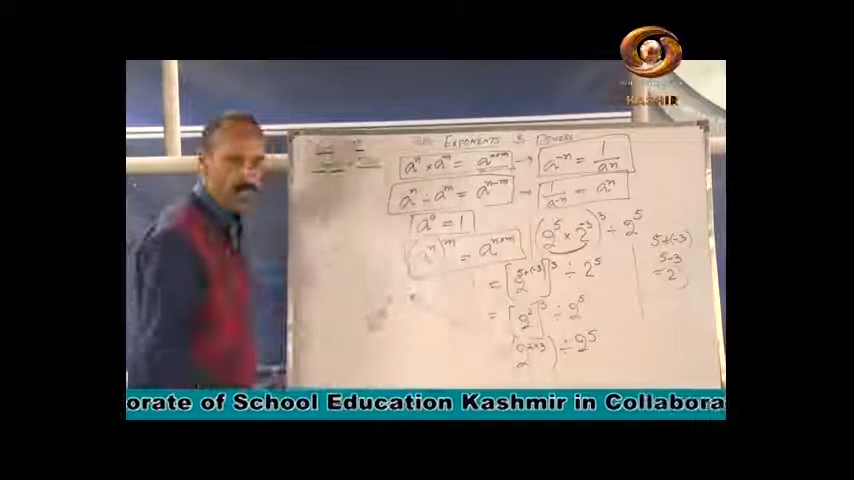 KASHIR
EXPONENTS & POWERS
aⁿ × aᵐ = aⁿ⁺ᵐ → a⁻ⁿ = 1/aⁿ
aⁿ ÷ aᵐ = aⁿ⁻ᵐ → 1/a⁻ⁿ = aⁿ
a⁰ = 1
(aⁿ)ᵐ = aⁿˣᵐ
(2⁵ × 2⁻³)³ ÷ 2⁵
= [2⁵⁺⁽⁻³⁾]³ ÷ 2⁵
= [2²]³ ÷ 2⁵
2²ˣ³) ÷ 2⁵
5+(-3)
5-3
=2
orate of School Education Kashmir in Collabora